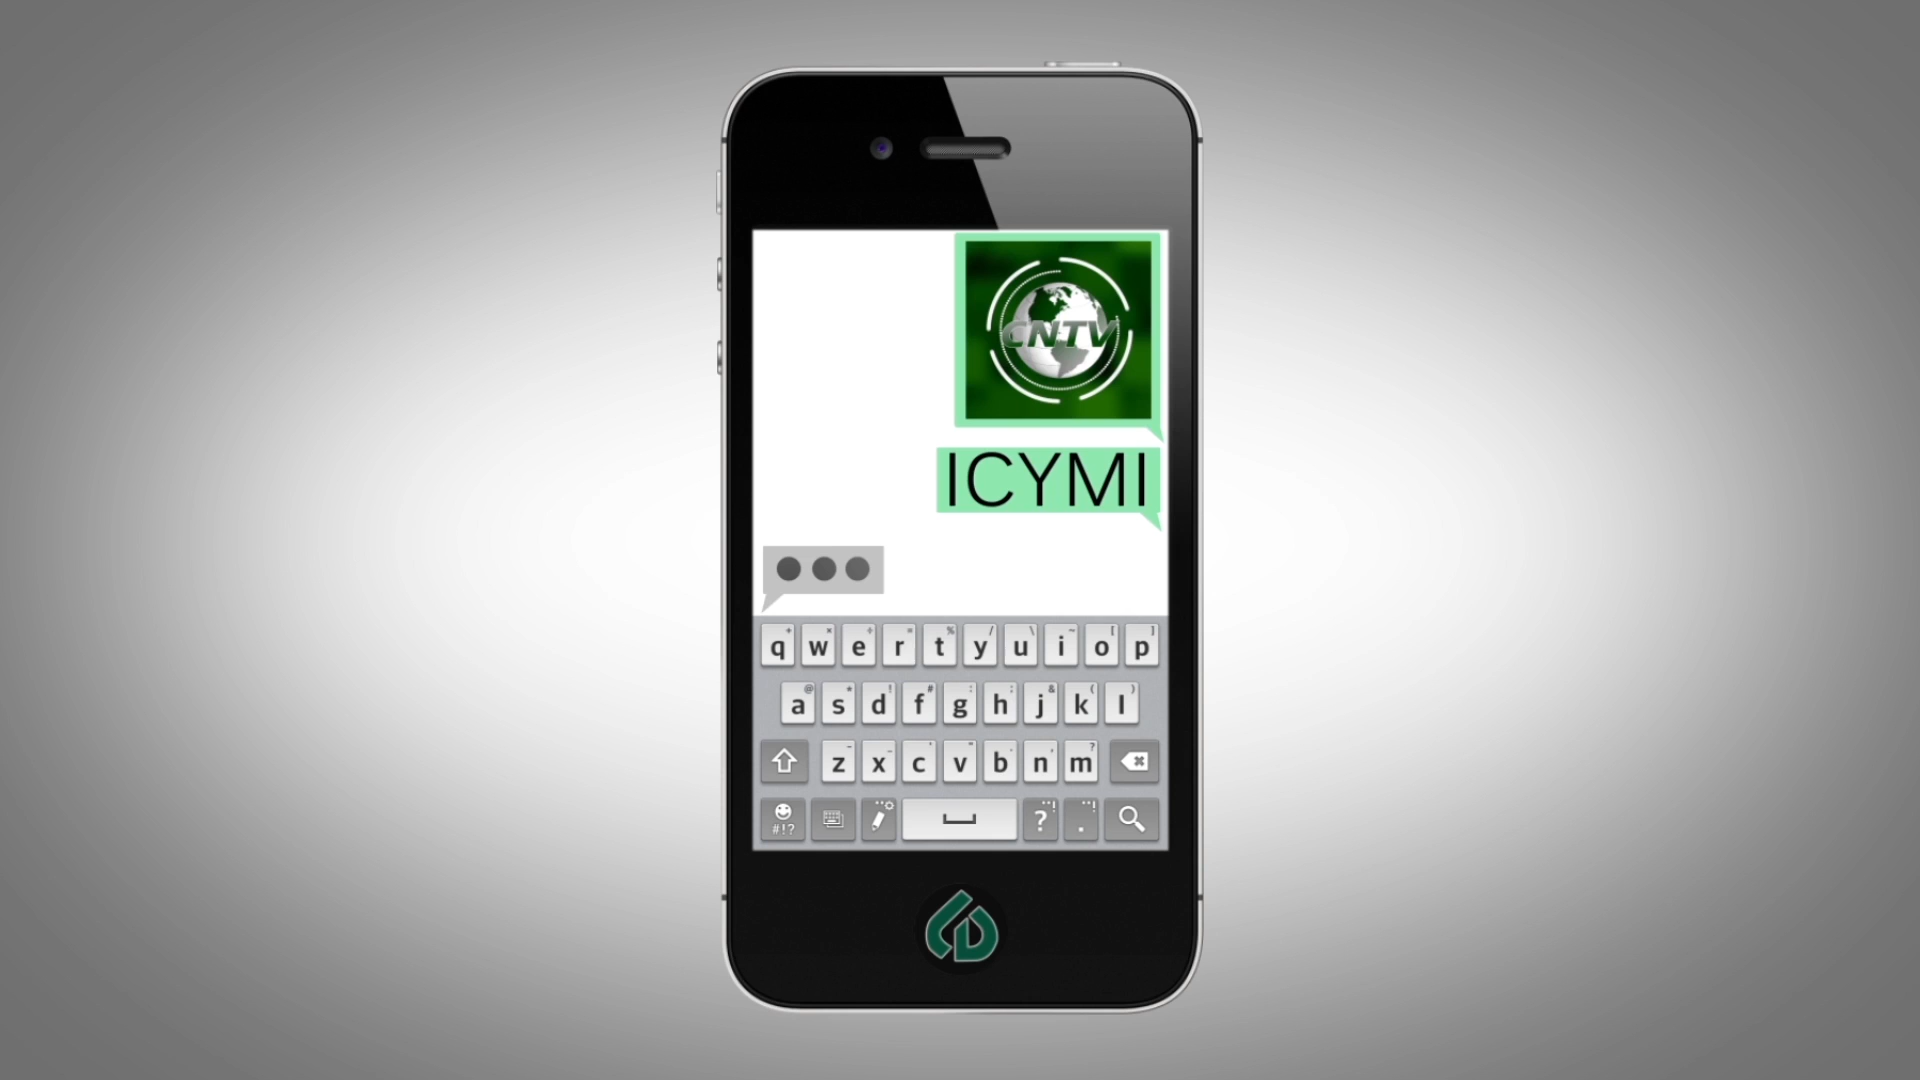 CNTV
ICYMI
q w e r t y u i o p
a s d f g h j k l
z x c v b n m
#!? ? .